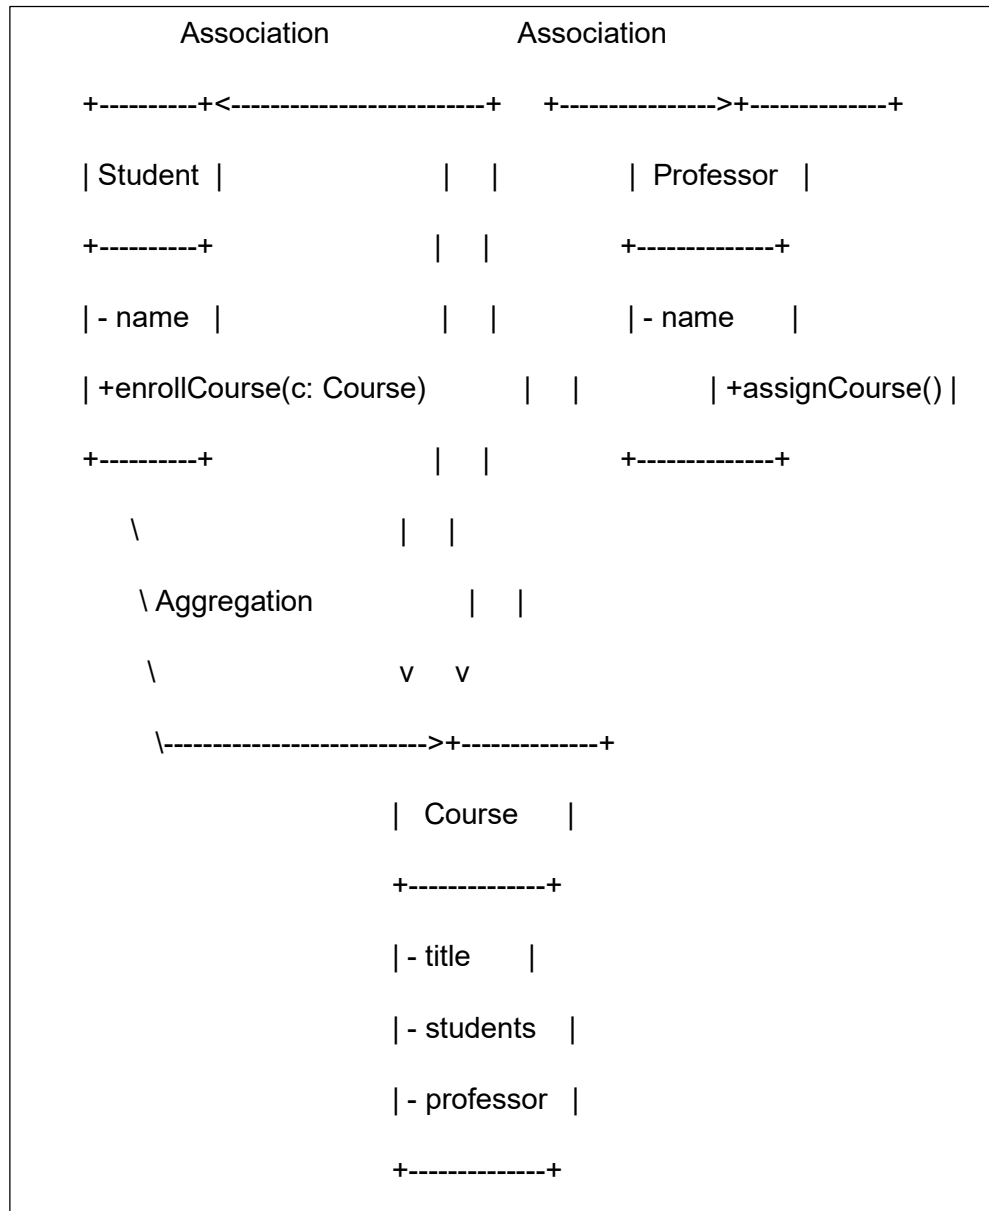 Association Association
+----------+<--------------------------+ +---------------->+--------------+
| Student | | | | Professor |
+----------+ | | +--------------+
| - name | | | | - name |
| +enrollCourse(c: Course) | | | +assignCourse() |
+----------+ | | +--------------+
\ | |
\ Aggregation | |
\ v v
\--------------------------->+--------------+
| Course |
+--------------+
| - title |
| - students |
| - professor |
+--------------+